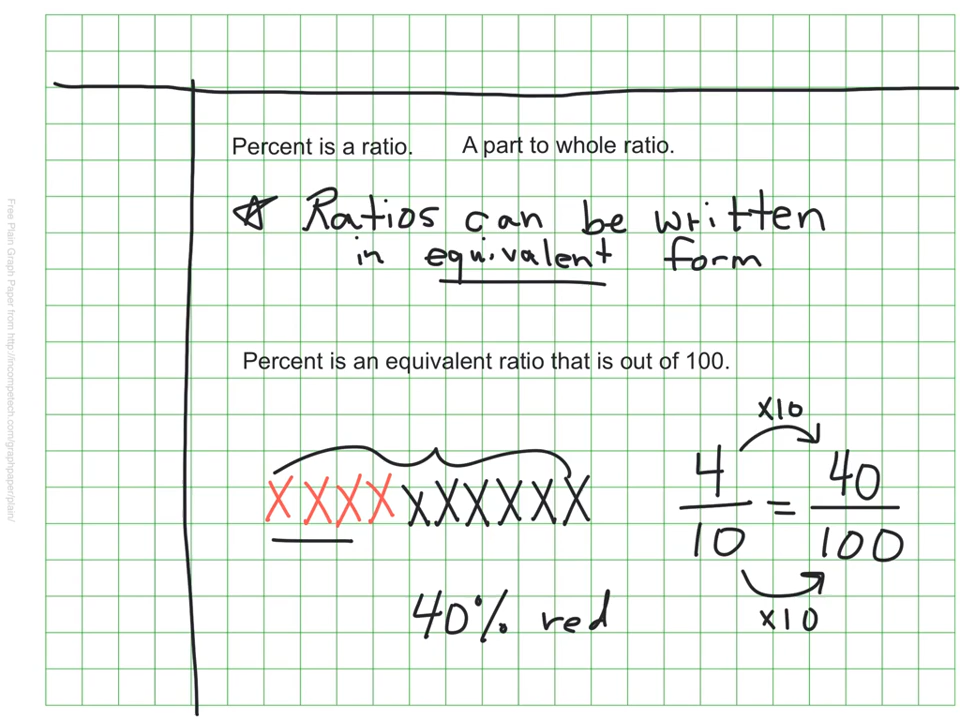 Percent is a ratio. A part to whole ratio.
☆ Ratios can be written
in equivalent form
Percent is an equivalent ratio that is out of 100.
X X X X X X X X X X
40% red
x10
4/10 = 40/100
x10
Free Plain Graph Paper from http://incompetech.com/graphpaper/plain/